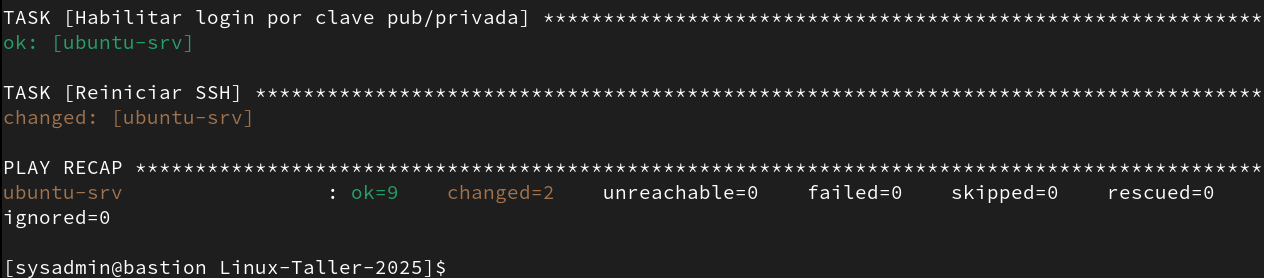 TASK [Habilitar login por clave pub/privada] ************************************************************
ok: [ubuntu-srv]

TASK [Reiniciar SSH] ************************************************************************************
changed: [ubuntu-srv]

PLAY RECAP **********************************************************************************************
ubuntu-srv                 : ok=9    changed=2    unreachable=0    failed=0    skipped=0    rescued=0
ignored=0

[sysadmin@bastion Linux-Taller-2025]$